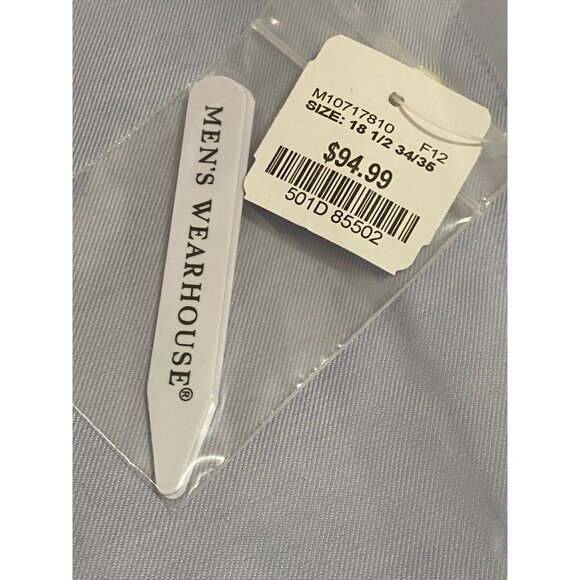 MEN'S WEARHOUSE®
M10717810 F12
SIZE: 18 1/2 34/35
$94.99
501D 85502